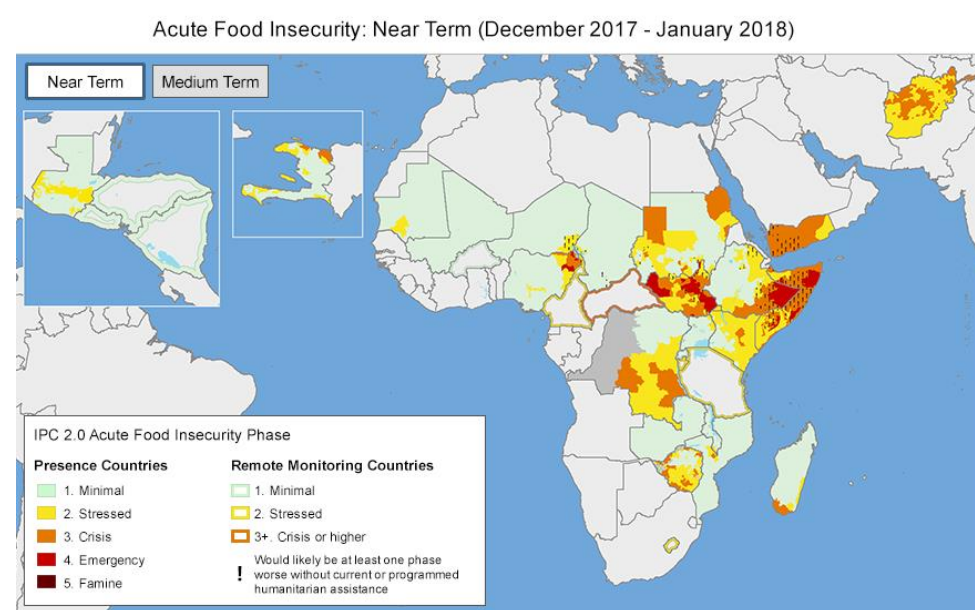 Acute Food Insecurity: Near Term (December 2017 - January 2018)
Near Term
Medium Term
IPC 2.0 Acute Food Insecurity Phase
Presence Countries
1. Minimal
2. Stressed
3. Crisis
4. Emergency
5. Famine
Remote Monitoring Countries
1. Minimal
2. Stressed
3+. Crisis or higher
! Would likely be at least one phase
worse without current or programmed
humanitarian assistance